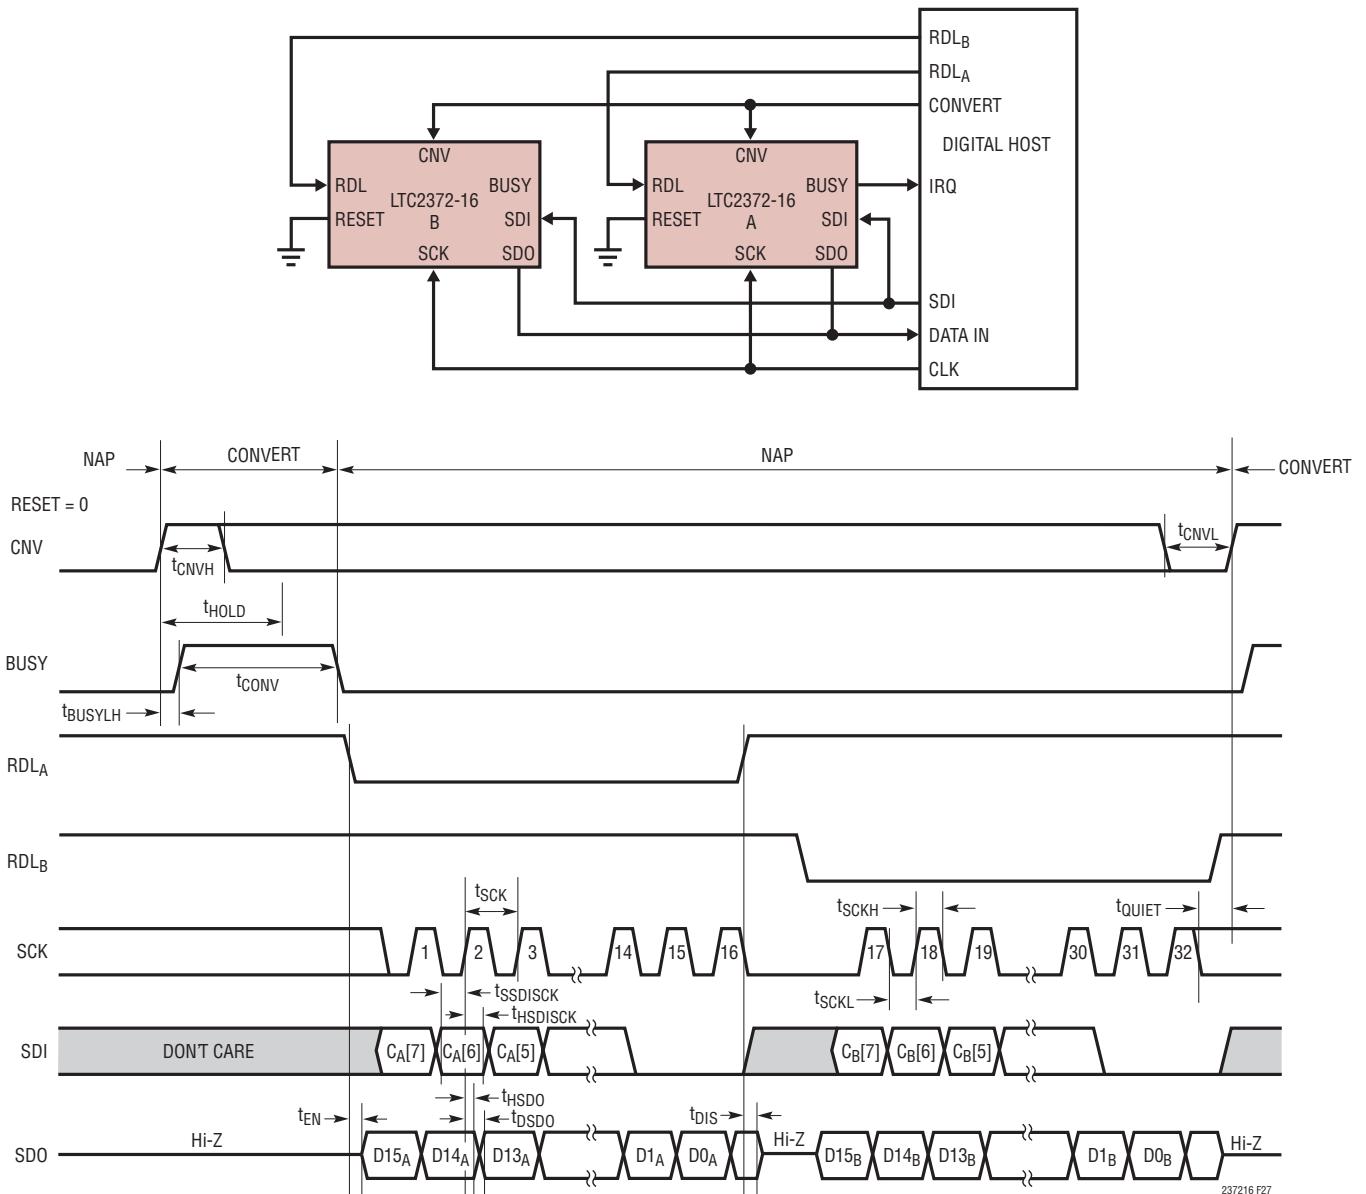 RDLB
RDLA
CONVERT
DIGITAL HOST
CNV
CNV
RDL
BUSY
RDL
BUSY
IRQ
LTC2372-16
B
LTC2372-16
A
RESET
SDI
RESET
SDI
SCK
SDO
SCK
SDO
SDI
DATA IN
CLK
NAP
CONVERT
NAP
CONVERT
RESET = 0
CNV
tCNVH
tCNVL
tHOLD
BUSY
tCONV
tBUSYLH
RDLA
RDLB
tSCK
tSCKH
tQUIET
SCK
1
2
3
14
15
16
17
18
19
30
31
32
tSSDISCK
tHSDISCK
tSCKL
SDI
DON'T CARE
CA[7]
CA[6]
CA[5]
CB[7]
CB[6]
CB[5]
tHSDO
tDSDO
tEN
tDIS
SDO
Hi-Z
D15A
D14A
D13A
D1A
D0A
Hi-Z
D15B
D14B
D13B
D1B
D0B
Hi-Z
237216 F27